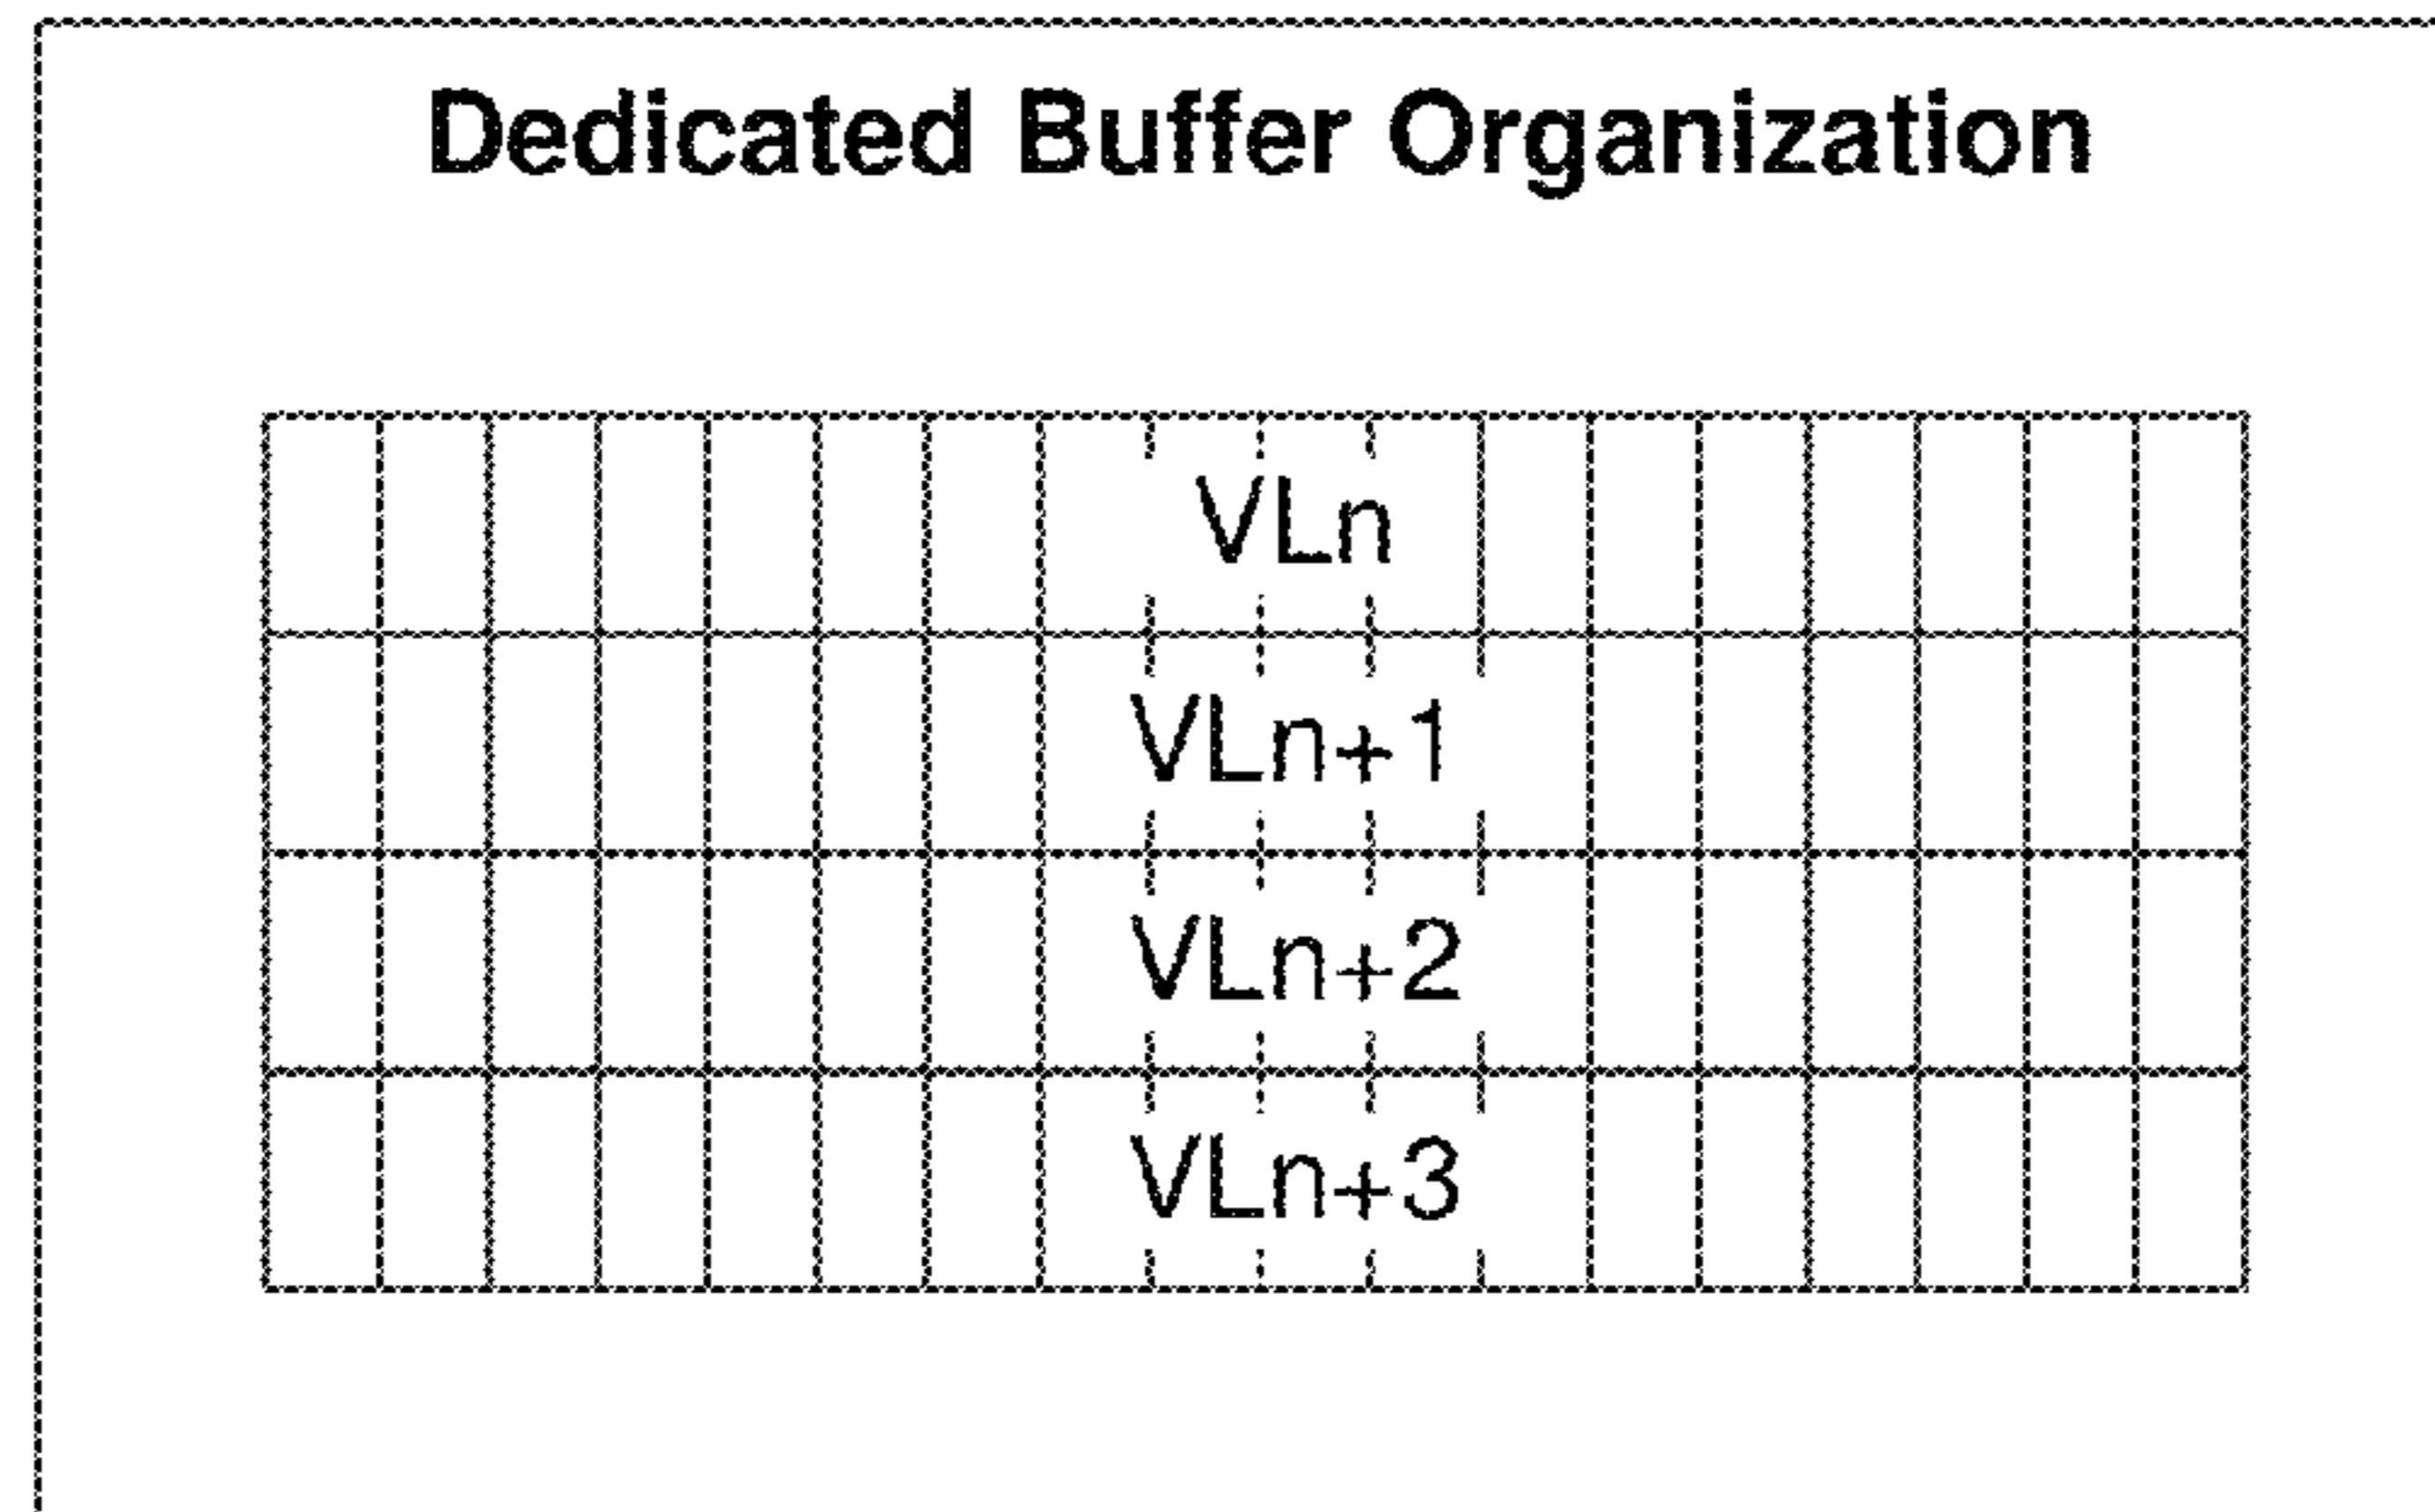 Dedicated Buffer Organization
VLn
VLn+1
VLn+2
VLn+3